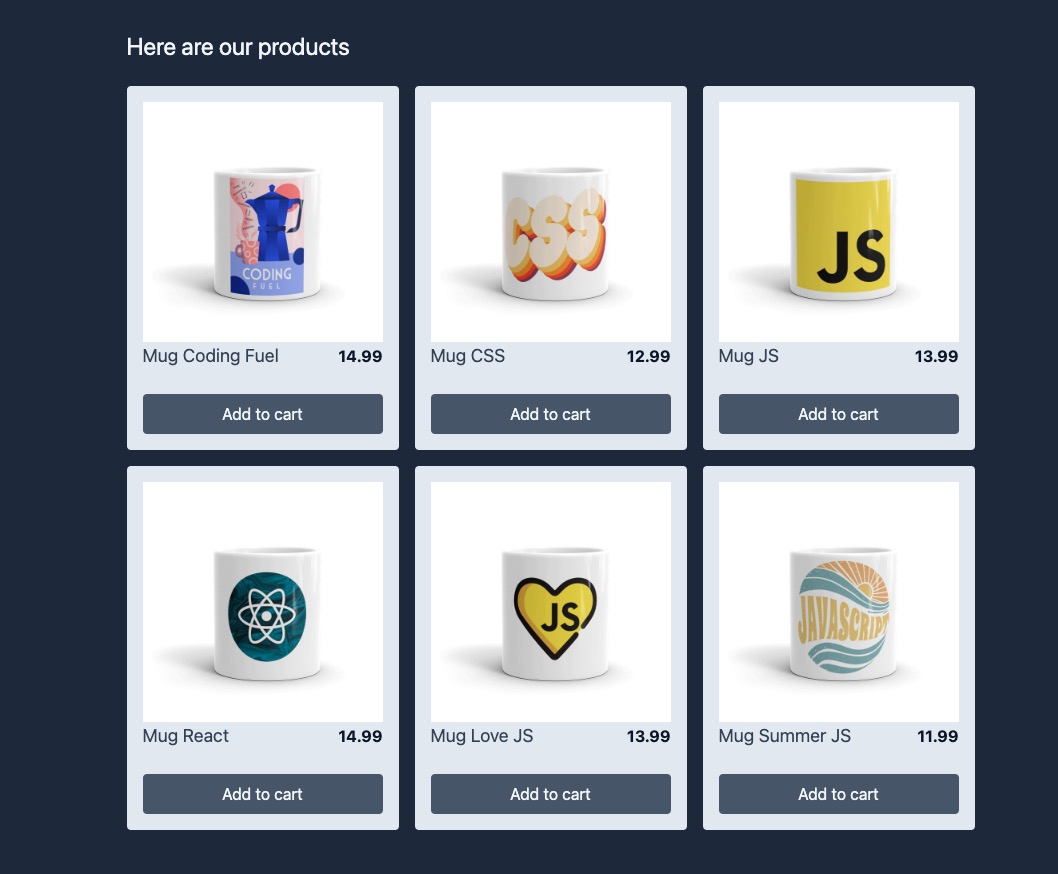 Here are our products
CODING
FUEL
CSS
JS
Mug Coding Fuel 14.99
Mug CSS 12.99
Mug JS 13.99
Add to cart
Add to cart
Add to cart
JS
JAVASCRIPT
Mug React 14.99
Mug Love JS 13.99
Mug Summer JS 11.99
Add to cart
Add to cart
Add to cart